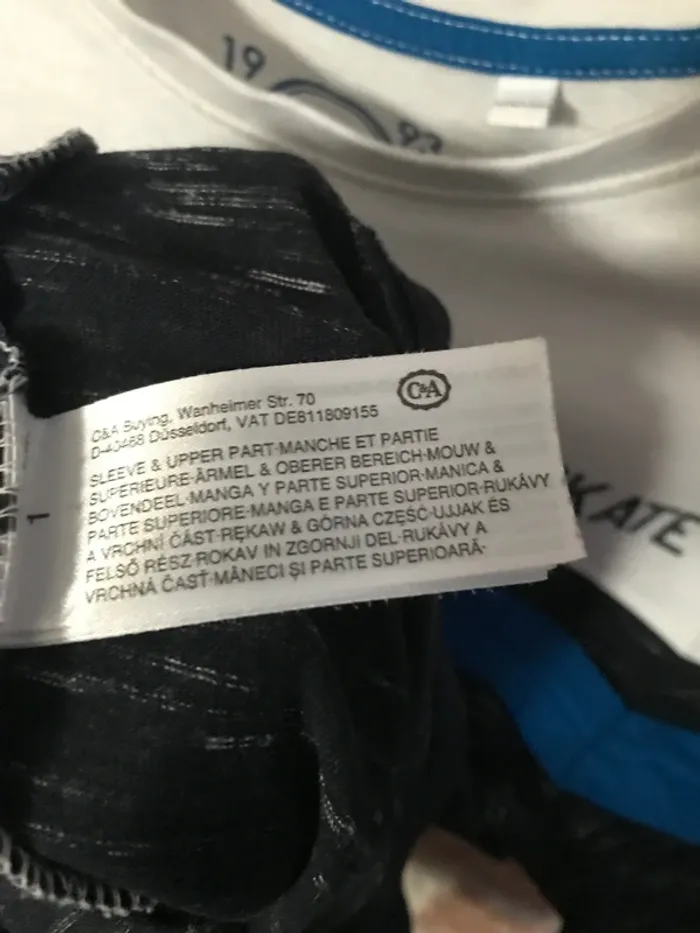 19
93
C&A
C&A Buying, Wanheimer Str. 70
D-40468 Düsseldorf, VAT DE811809155
SLEEVE & UPPER PART·MANCHE ET PARTIE
SUPERIEURE·ÄRMEL & OBERER BEREICH·MOUW &
BOVENDEEL·MANGA Y PARTE SUPERIOR·MANICA &
PARTE SUPERIORE·MANGA E PARTE SUPERIOR·RUKÁVY
A VRCHNÍ ČÁST·RĘKAW & GÓRNA CZĘŚĆ·UJJAK ÉS
FELSŐ RÉSZ·ROKAV IN ZGORNJI DEL·RUKÁVY A
VRCHNÁ ČASŤ·MÂNECI ȘI PARTE SUPERIOARĂ·
1
KATE